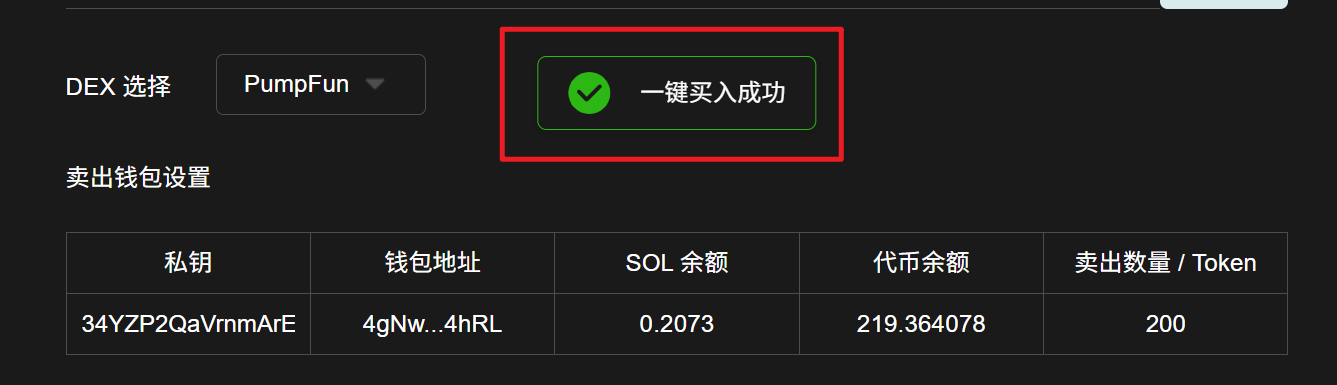 DEX 选择
PumpFun
一键买入成功
卖出钱包设置
私钥 钱包地址 SOL 余额 代币余额 卖出数量 / Token
34YZP2QaVrnmArE 4gNw...4hRL 0.2073 219.364078 200